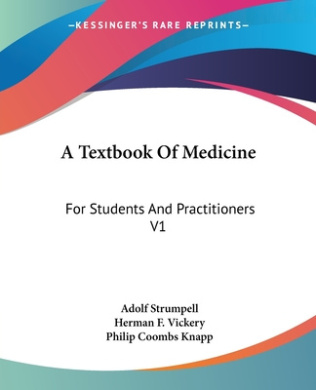 ~KESSINGER'S RARE REPRINTS~
A Textbook Of Medicine
For Students And Practitioners
V1
Adolf Strumpell
Herman F. Vickery
Philip Coombs Knapp